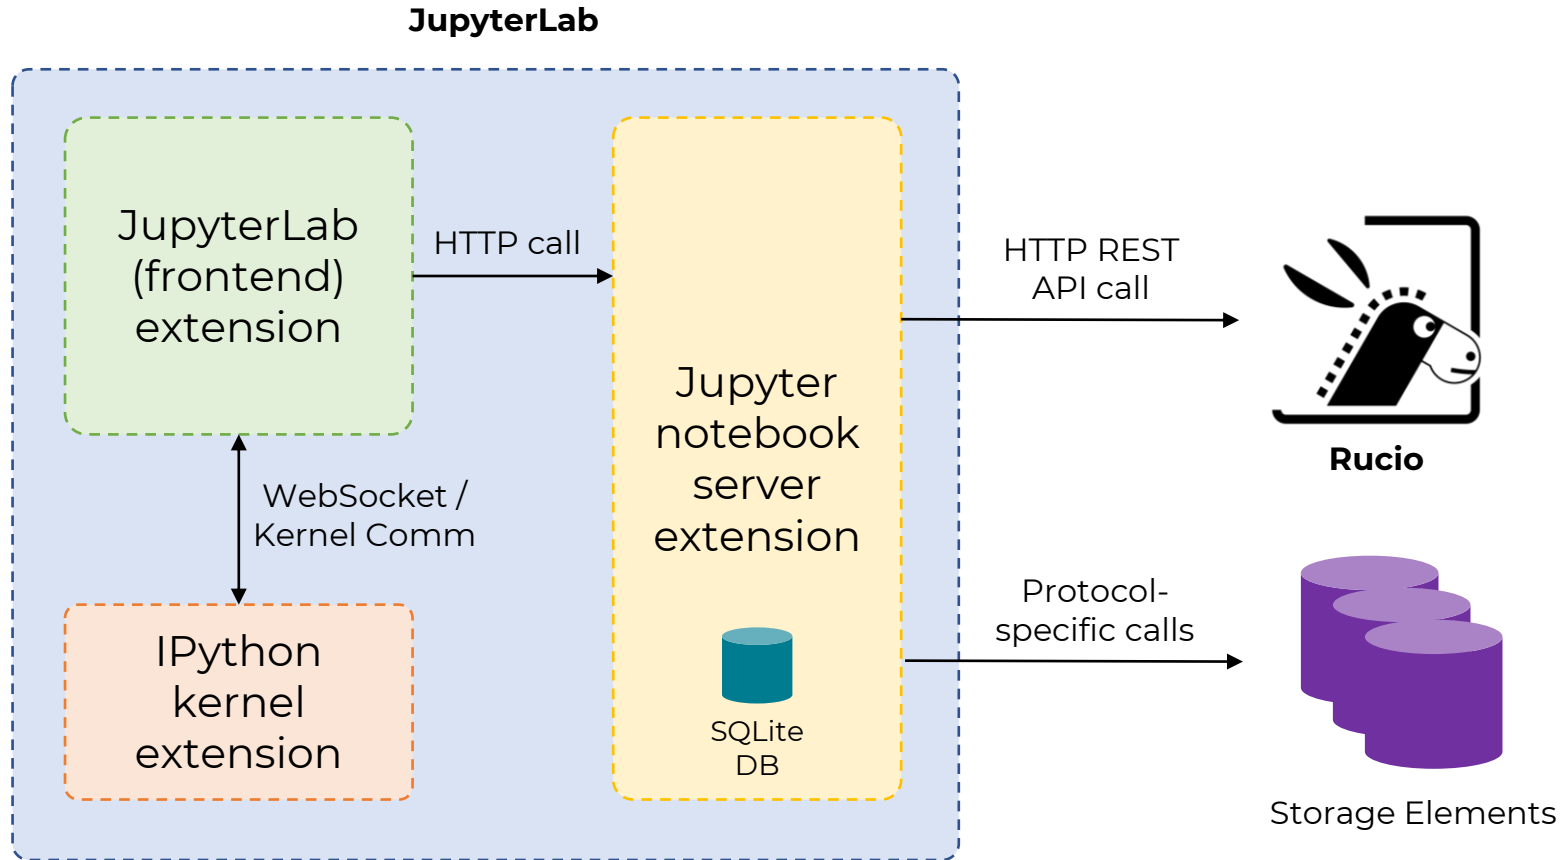 JupyterLab
JupyterLab
(frontend)
extension
HTTP call
WebSocket /
Kernel Comm
IPython
kernel
extension
Jupyter
notebook
server
extension
SQLite
DB
HTTP REST
API call
Rucio
Protocol-
specific calls
Storage Elements